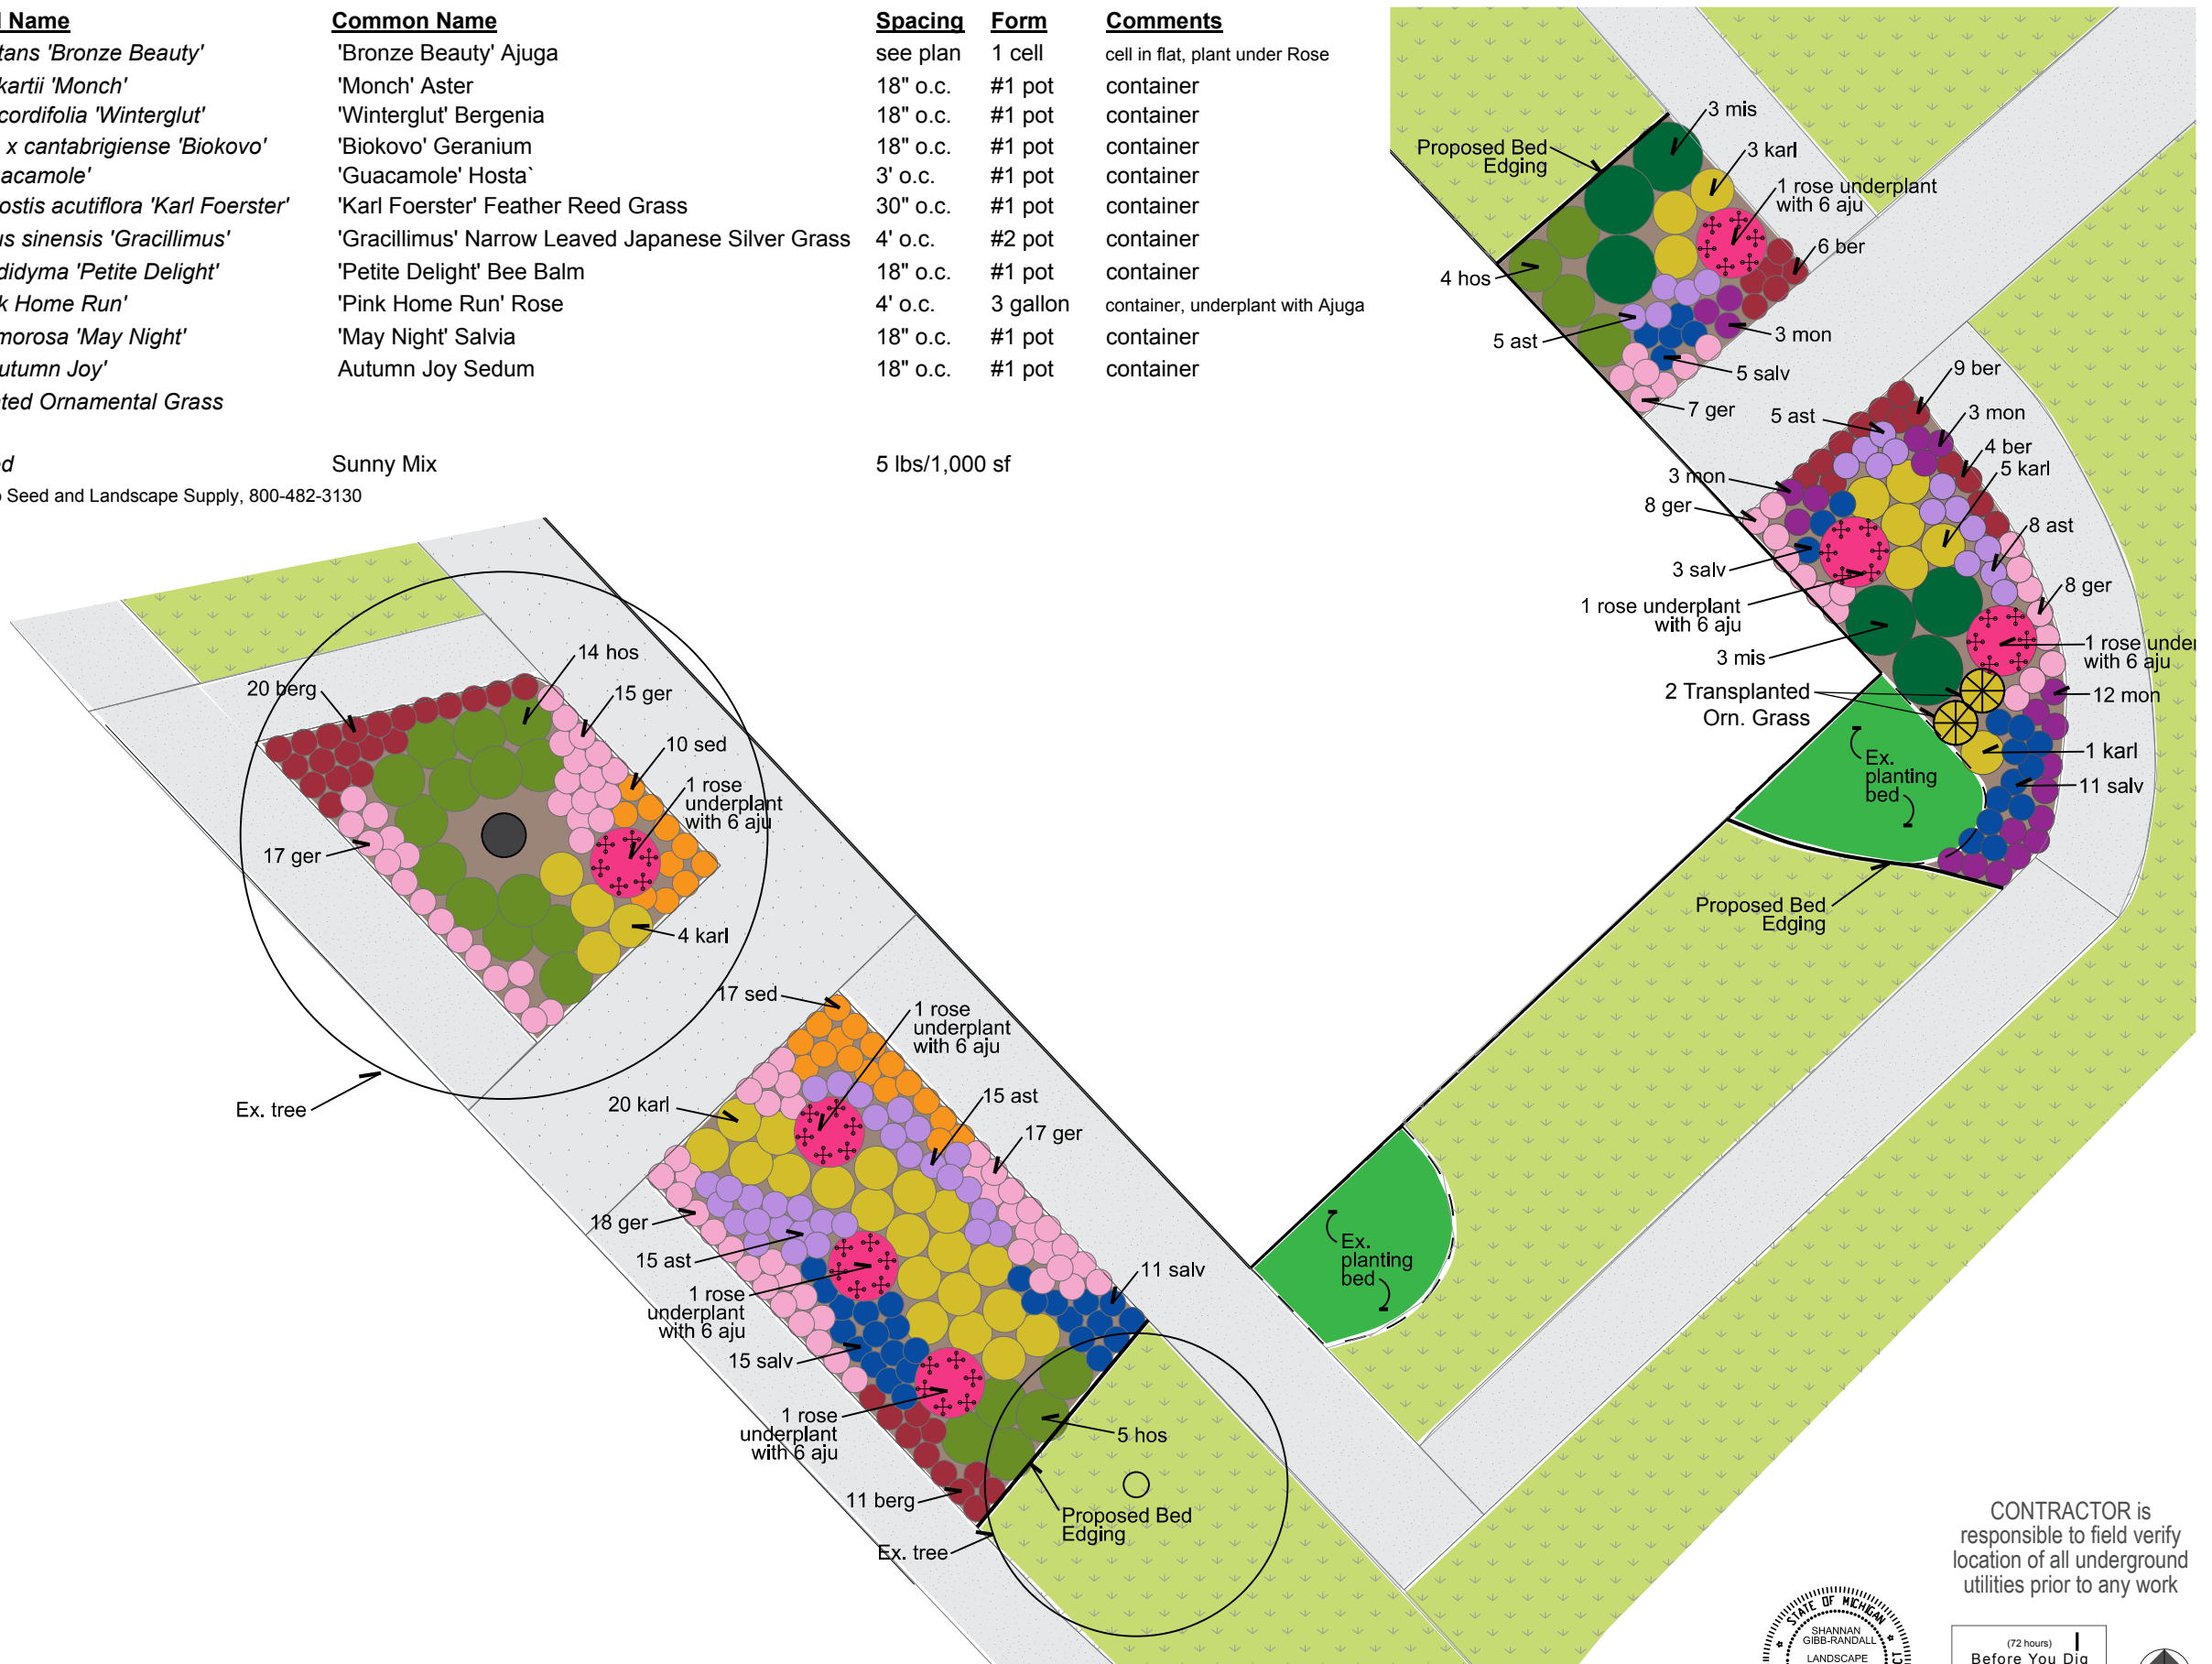 l Name Common Name Spacing Form Comments
tans 'Bronze Beauty' 'Bronze Beauty' Ajuga see plan 1 cell cell in flat, plant under Rose
kartii 'Monch' 'Monch' Aster 18" o.c. #1 pot container
cordifolia 'Winterglut' 'Winterglut' Bergenia 18" o.c. #1 pot container
x cantabrigiense 'Biokovo' 'Biokovo' Geranium 18" o.c. #1 pot container
acamole' 'Guacamole' Hosta` 3' o.c. #1 pot container
ostis acutiflora 'Karl Foerster' 'Karl Foerster' Feather Reed Grass 30" o.c. #1 pot container
us sinensis 'Gracillimus' 'Gracillimus' Narrow Leaved Japanese Silver Grass 4' o.c. #2 pot container
didyma 'Petite Delight' 'Petite Delight' Bee Balm 18" o.c. #1 pot container
k Home Run' 'Pink Home Run' Rose 4' o.c. 3 gallon container, underplant with Ajuga
morosa 'May Night' 'May Night' Salvia 18" o.c. #1 pot container
utumn Joy' Autumn Joy Sedum 18" o.c. #1 pot container
ted Ornamental Grass
d Sunny Mix 5 lbs/1,000 sf
o Seed and Landscape Supply, 800-482-3130
3 mis
Proposed Bed
Edging
3 karl
1 rose underplant
with 6 aju
6 ber
4 hos
5 ast
3 mon
5 salv
7 ger
9 ber
5 ast
3 mon
4 ber
5 karl
3 mon
8 ger
8 ast
3 salv
8 ger
1 rose underplant
with 6 aju
1 rose under
with 6 aju
3 mis
2 Transplanted
Orn. Grass
12 mon
1 karl
Ex.
planting
bed
11 salv
Proposed Bed
Edging
14 hos
20 berg
15 ger
10 sed
1 rose
underplant
with 6 aju
17 ger
4 karl
Ex. tree
17 sed
1 rose
underplant
with 6 aju
20 karl
15 ast
17 ger
18 ger
15 ast
1 rose
underplant
with 6 aju
11 salv
15 salv
1 rose
underplant
with 6 aju
5 hos
11 berg
Proposed Bed
Edging
Ex. tree
Ex.
planting
bed
CONTRACTOR is
responsible to field verify
location of all underground
utilities prior to any work
STATE OF MICHIGAN
SHANNAN
GIBB-RANDALL
LANDSCAPE
(72 hours)
Before You Dig